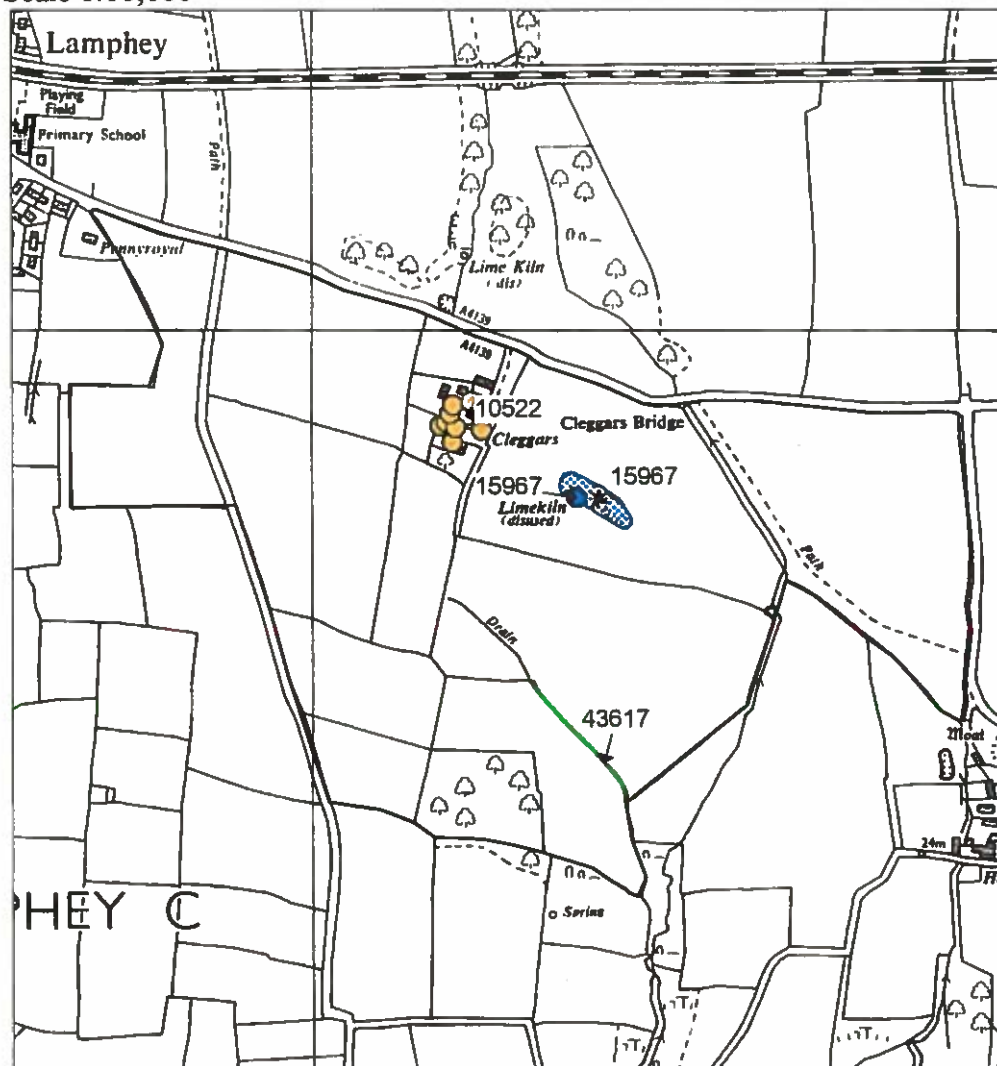 Lamphey
Playing
Field
Primary School
Path
Pennyroyal
Lime Kiln
(dis)
A4139
A4139
10522
Cleggars
Cleggars Bridge
15967
15967
Limekiln
(disused)
Path
Drain
43617
Moat
24m
PHEY C
Spring